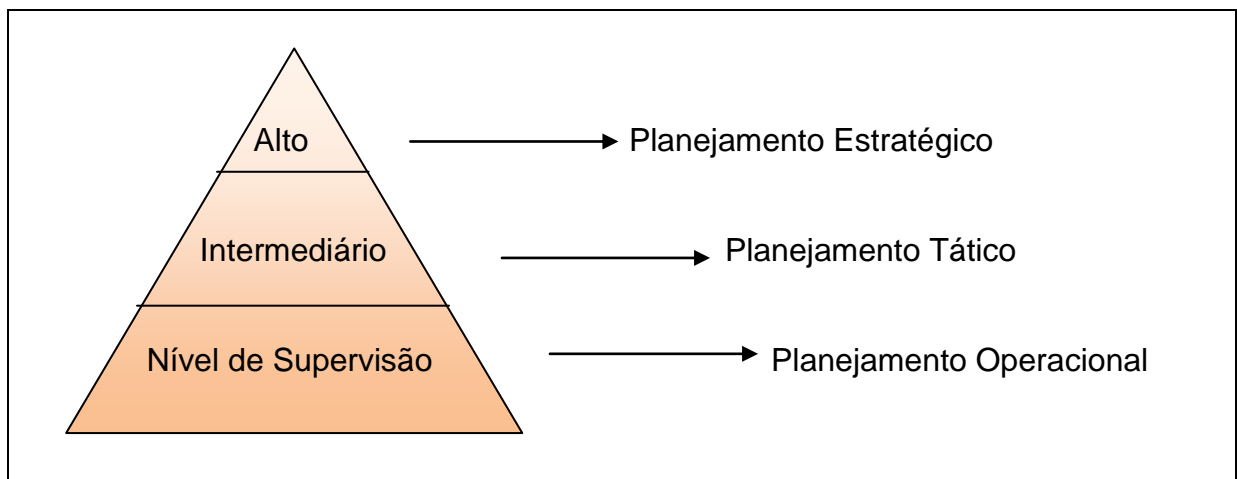 Alto
Planejamento Estratégico
Intermediário
Planejamento Tático
Nível de Supervisão
Planejamento Operacional